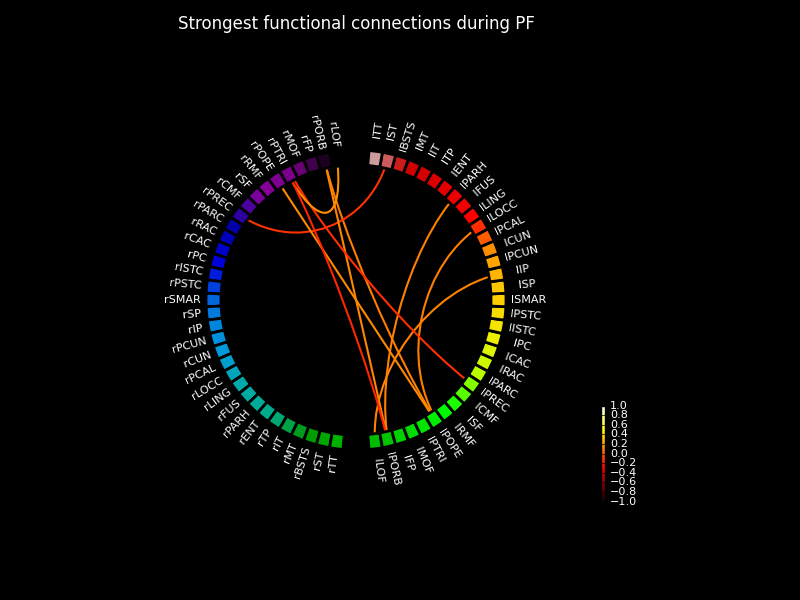 Strongest functional connections during PF
lTT
lST
lBSTS
lMT
lIT
lTP
lENT
lPARH
lFUS
lLING
lLOCC
lPCAL
lCUN
lPCUN
lIP
lSP
lSMAR
lPSTC
lISTC
lPC
lCAC
lRAC
lPARC
lPREC
lCMF
lSF
lRMF
lPOPE
lPTRI
lMOF
lFP
lPORB
lLOF
rTT
rST
rBSTS
rMT
rIT
rTP
rENT
rPARH
rFUS
rLING
rLOCC
rPCAL
rCUN
rPCUN
rIP
rSP
rSMAR
rPSTC
rISTC
rPC
rCAC
rRAC
rPARC
rPREC
rCMF
rSF
rRMF
rPOPE
rPTRI
rMOF
rFP
rPORB
rLOF
1.0
0.8
0.6
0.4
0.2
0.0
−0.2
−0.4
−0.6
−0.8
−1.0